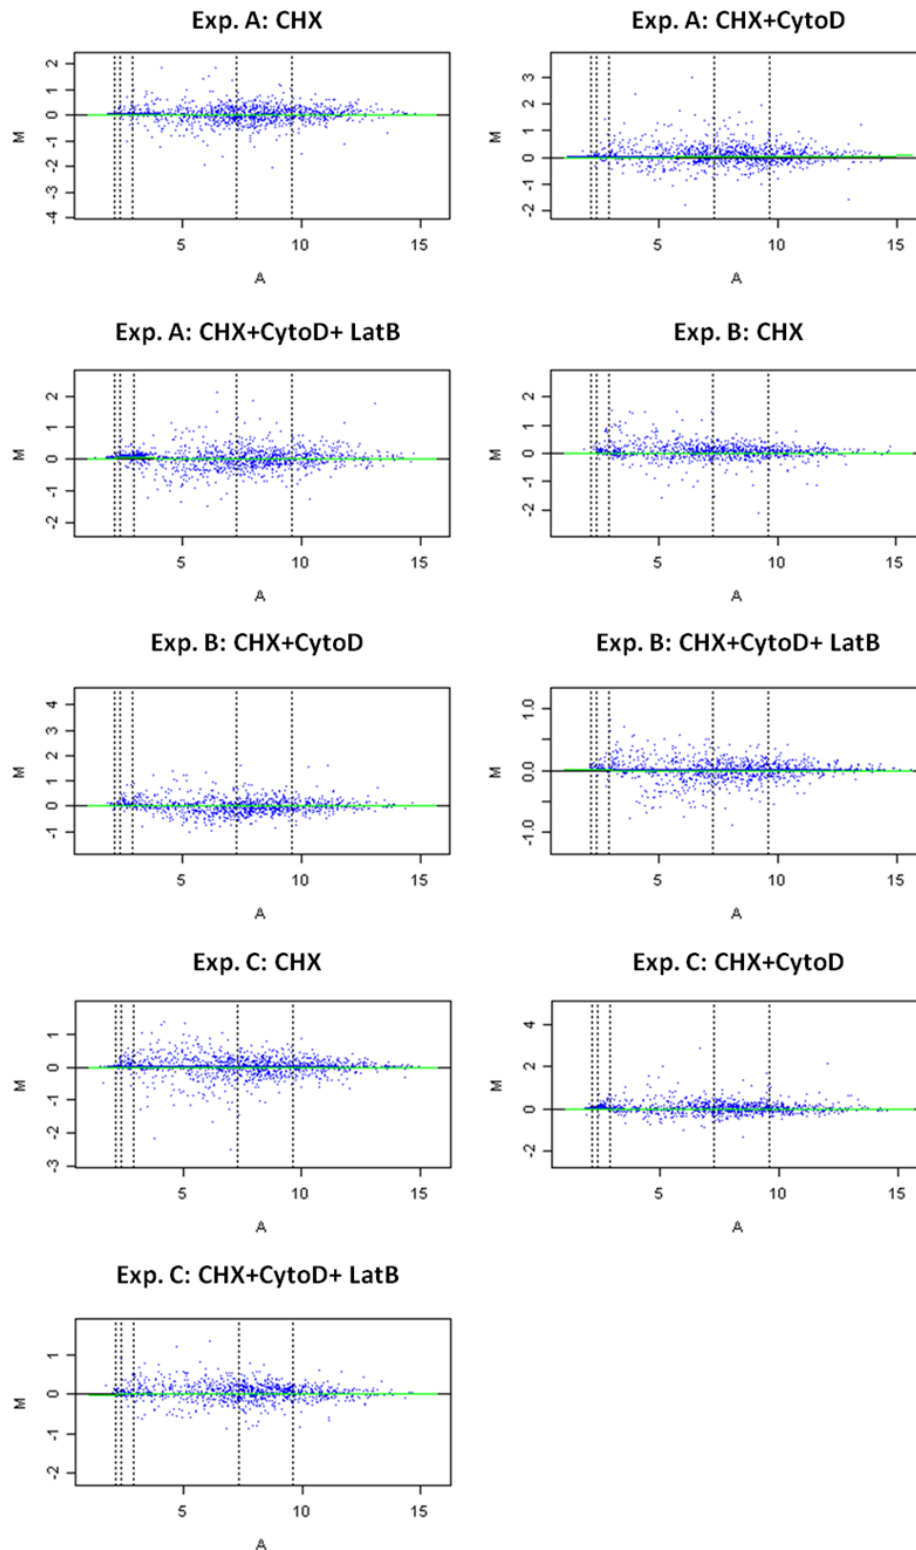 Exp. A: CHX
Exp. A: CHX+CytoD
2
1
0
-1
-2
-3
-4
M
5
10
15
A
3
2
1
0
-1
-2
M
5
10
15
A
Exp. A: CHX+CytoD+ LatB
Exp. B: CHX
2
1
0
-1
-2
M
5
10
15
A
2
1
0
-1
-2
M
5
10
15
A
Exp. B: CHX+CytoD
Exp. B: CHX+CytoD+ LatB
4
3
2
1
0
-1
M
5
10
15
A
1.0
0.0
-1.0
M
5
10
15
A
Exp. C: CHX
Exp. C: CHX+CytoD
1
0
-1
-2
-3
M
5
10
15
A
4
2
0
-2
M
5
10
15
A
Exp. C: CHX+CytoD+ LatB
1
0
-1
-2
M
5
10
15
A